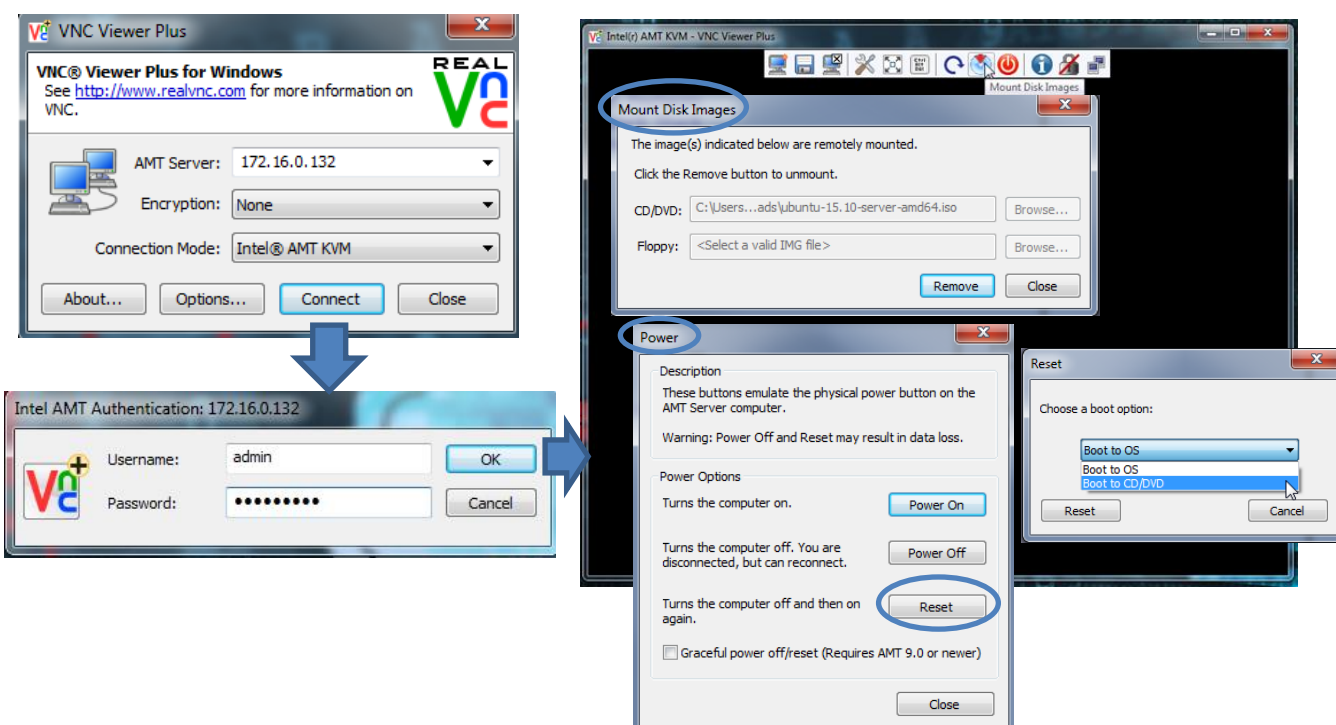 VNC Viewer Plus
VNC® Viewer Plus for Windows
See http://www.realvnc.com for more information on
VNC.
REAL
VNC
AMT Server:
172.16.0.132
Encryption:
None
Connection Mode:
Intel® AMT KVM
About...
Options...
Connect
Close
Intel AMT Authentication: 172.16.0.132
Username:
admin
OK
Password:
•••••••••
Cancel
Intel(r) AMT KVM - VNC Viewer Plus
Mount Disk Images
Mount Disk Images
The image(s) indicated below are remotely mounted.
Click the Remove button to unmount.
CD/DVD:
C:\Users...ads\ubuntu-15.10-server-amd64.iso
Browse...
Floppy:
<Select a valid IMG file>
Browse...
Remove
Close
Power
Description
These buttons emulate the physical power button on the
AMT Server computer.
Warning: Power Off and Reset may result in data loss.
Power Options
Turns the computer on.
Power On
Turns the computer off. You are
disconnected, but can reconnect.
Power Off
Turns the computer off and then on
again.
Reset
Graceful power off/reset (Requires AMT 9.0 or newer)
Close
Reset
Choose a boot option:
Boot to OS
Boot to OS
Boot to CD/DVD
Reset
Cancel